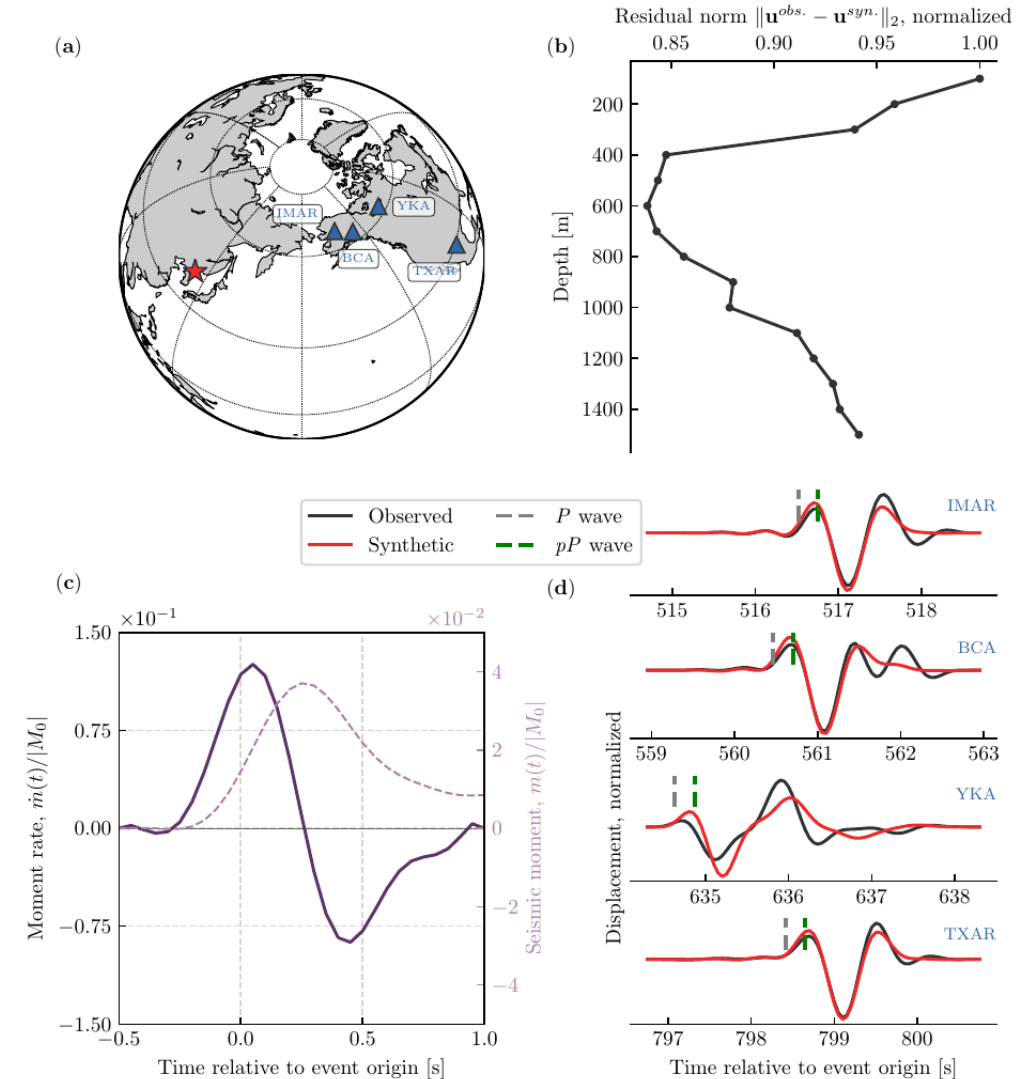 (a)
IMAR
YKA
BCA
TXAR
Residual norm ‖u^{obs.} − u^{syn.}‖₂, normalized
(b)
0.85 0.90 0.95 1.00
Depth [m]
200
400
600
800
1000
1200
1400
Observed
Synthetic
P wave
pP wave
(c)
×10⁻¹
×10⁻²
Moment rate, ṁ(t)/|M₀|
1.50
0.75
0.00
−0.75
−1.50
Seismic moment, m(t)/|M₀|
4
2
0
−2
−4
−0.5 0.0 0.5 1.0
Time relative to event origin [s]
(d)
Displacement, normalized
IMAR
515 516 517 518
BCA
559 560 561 562 563
YKA
635 636 637 638
TXAR
797 798 799 800
Time relative to event origin [s]